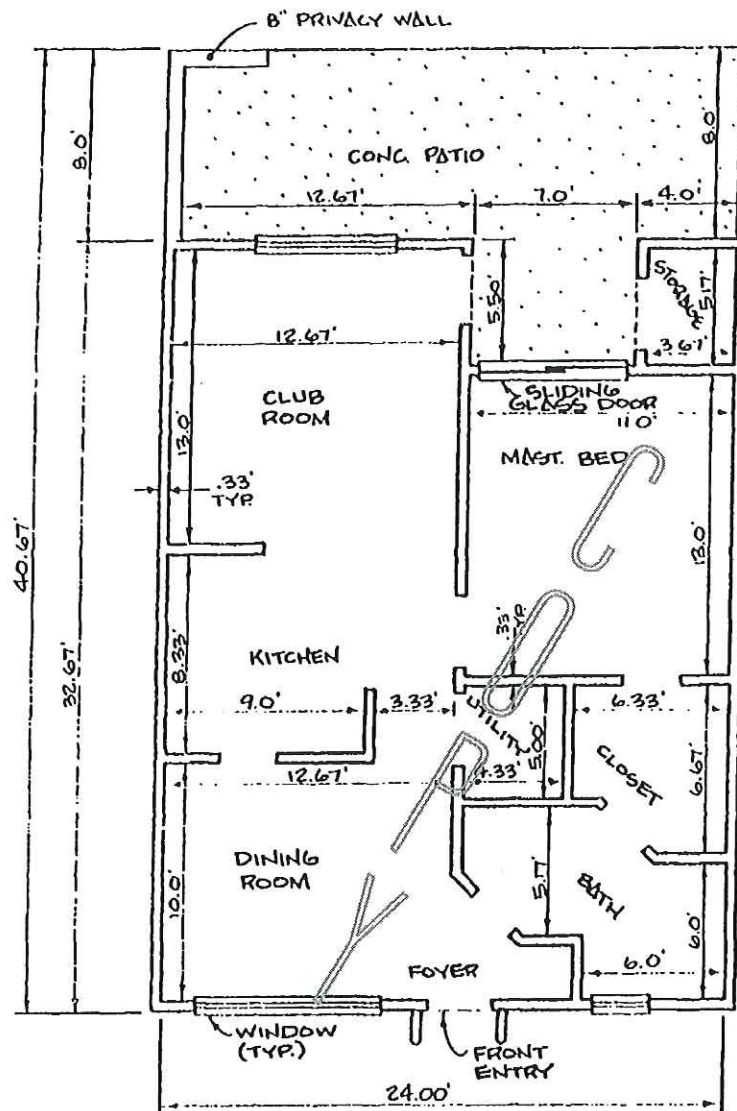 8" PRIVACY WALL
8.0'
8.0'
CONC. PATIO
12.67'
7.0'
4.0'
5.50'
STORAGE
5.17'
3.67'
12.67'
SLIDING
GLASS DOOR
11.0'
CLUB
ROOM
13.0'
MAST. BED
.33'
TYP.
40.67'
32.67'
13.0'
8.33'
KITCHEN
.33'
TYP.
9.0'
3.33'
UTILITY
5.00'
6.33'
12.67'
4.33'
CLOSET
6.67'
DINING
ROOM
10.0'
5.17'
BATH
6.0'
6.0'
FOYER
WINDOW
(TYP.)
FRONT
ENTRY
24.00'
COPY